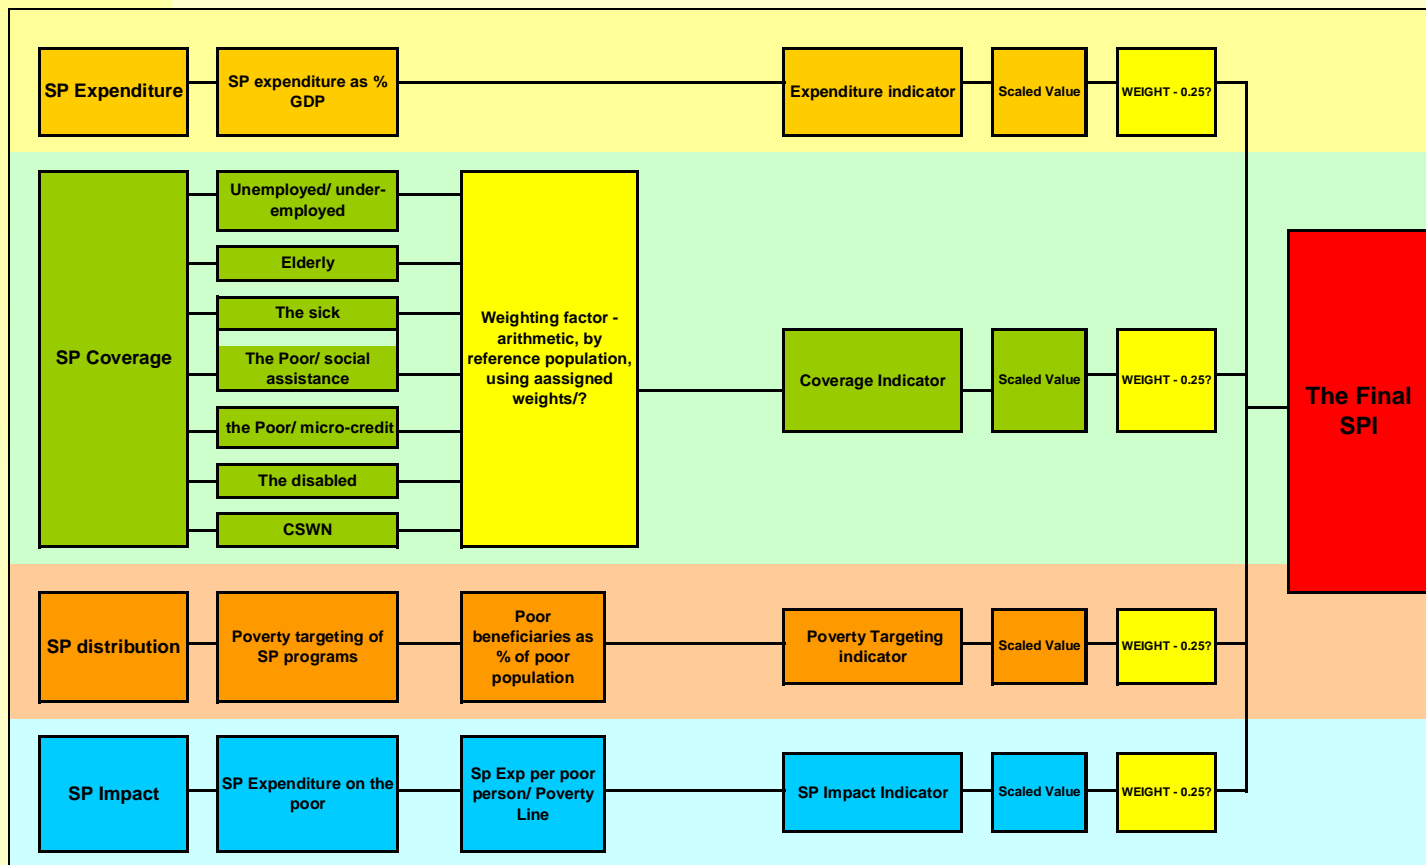 SP Expenditure
SP expenditure as %
GDP
Expenditure indicator
Scaled Value
WEIGHT - 0.25?
SP Coverage
Unemployed/ under-
employed
Elderly
The sick
The Poor/ social
assistance
the Poor/ micro-credit
The disabled
CSWN
Weighting factor -
arithmetic, by
reference population,
using aassigned
weights/?
Coverage Indicator
Scaled Value
WEIGHT - 0.25?
The Final
SPI
SP distribution
Poverty targeting of
SP programs
Poor
beneficiaries as
% of poor
population
Poverty Targeting
indicator
Scaled Value
WEIGHT - 0.25?
SP Impact
SP Expenditure on the
poor
Sp Exp per poor
person/ Poverty
Line
SP Impact Indicator
Scaled Value
WEIGHT - 0.25?